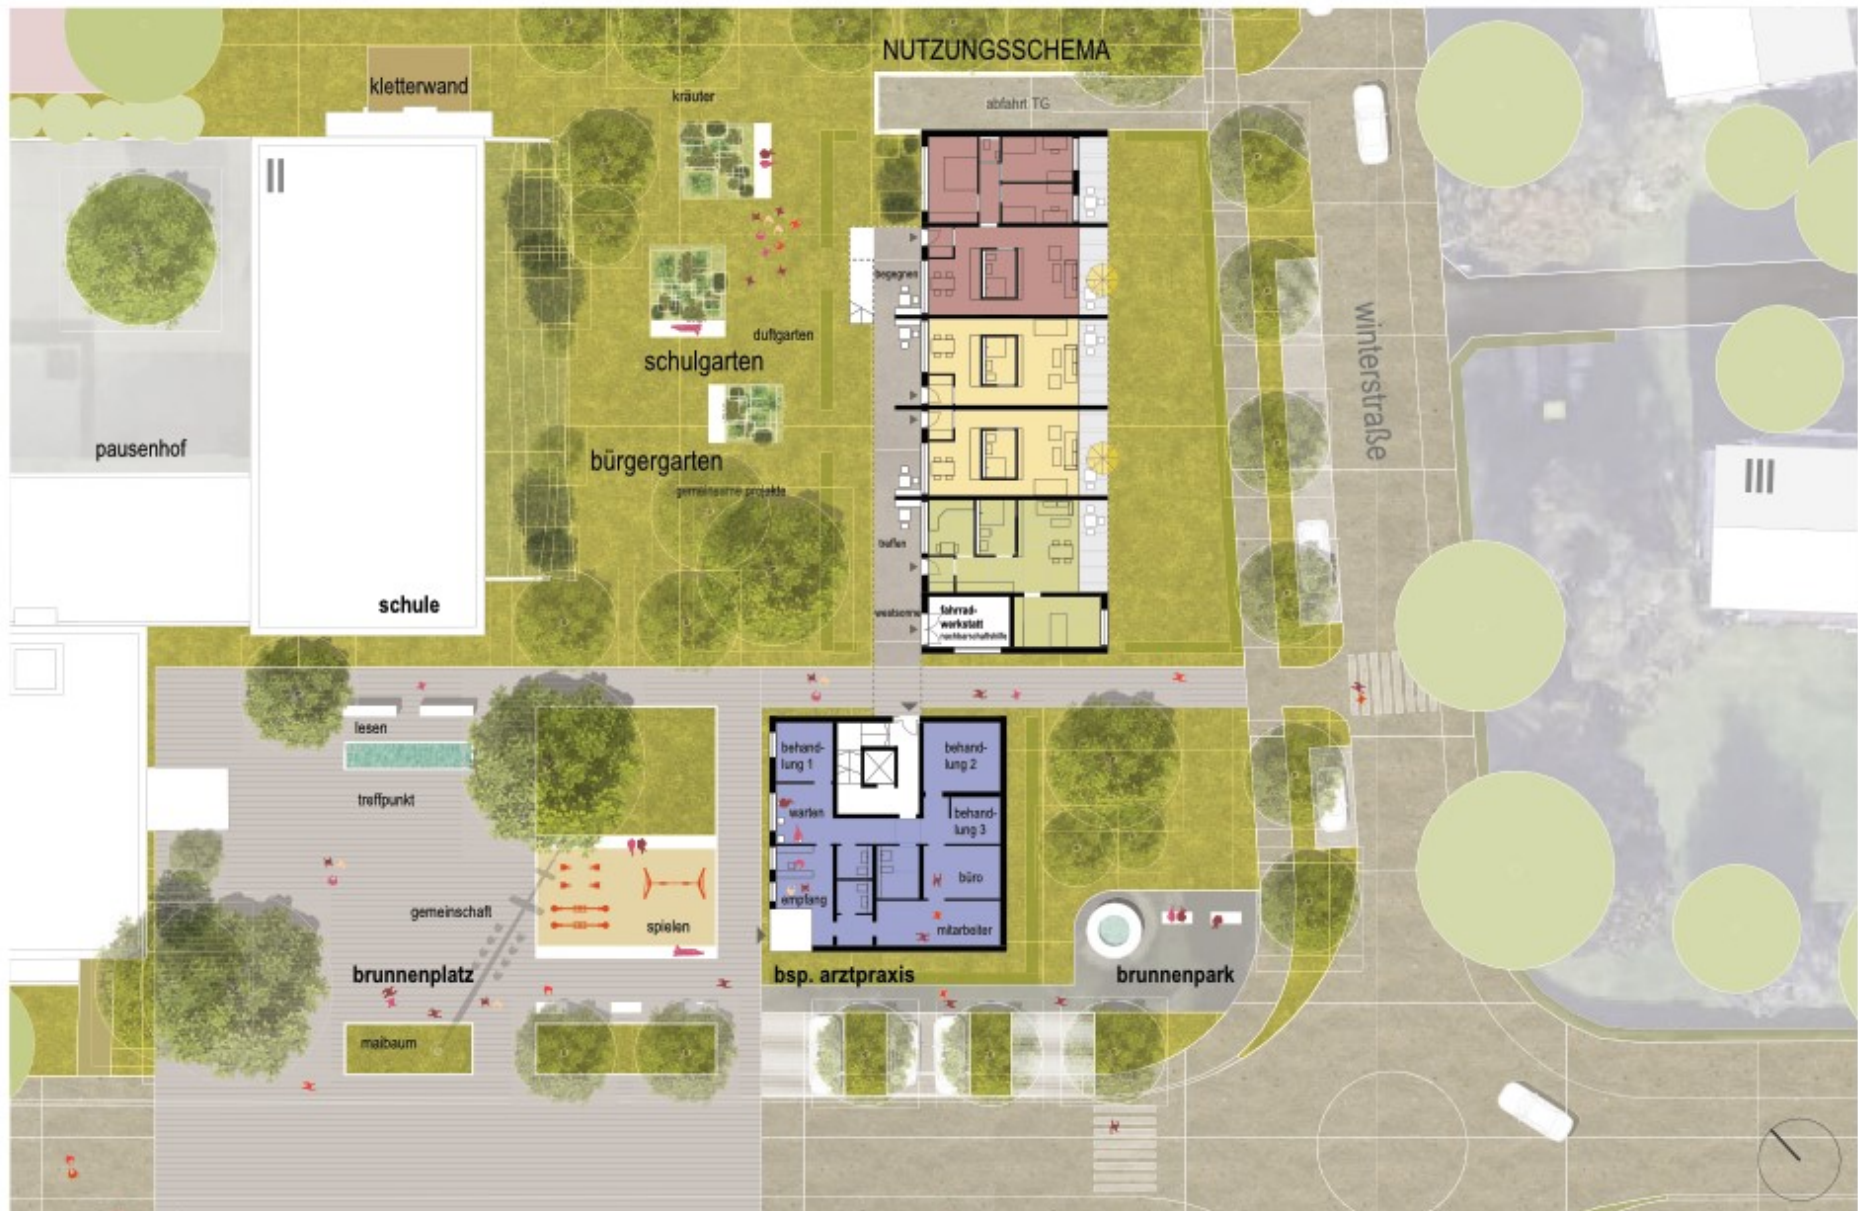 NUTZUNGSSCHEMA
kletterwand
kräuter
abfahrt TG
II
begegnen
duftgarten
schulgarten
winterstraße
pausenhof
bürgergarten
gemeinsame projekte
III
treffen
schule
westsonne
fahrrad-
werkstatt
nachbarschaftshilfe
lesen
treffpunkt
behand-
lung 1
behand-
lung 2
warten
behand-
lung 3
büro
empfang
mitarbeiter
gemeinschaft
spielen
brunnenplatz
bsp. arztpraxis
brunnenpark
maibaum